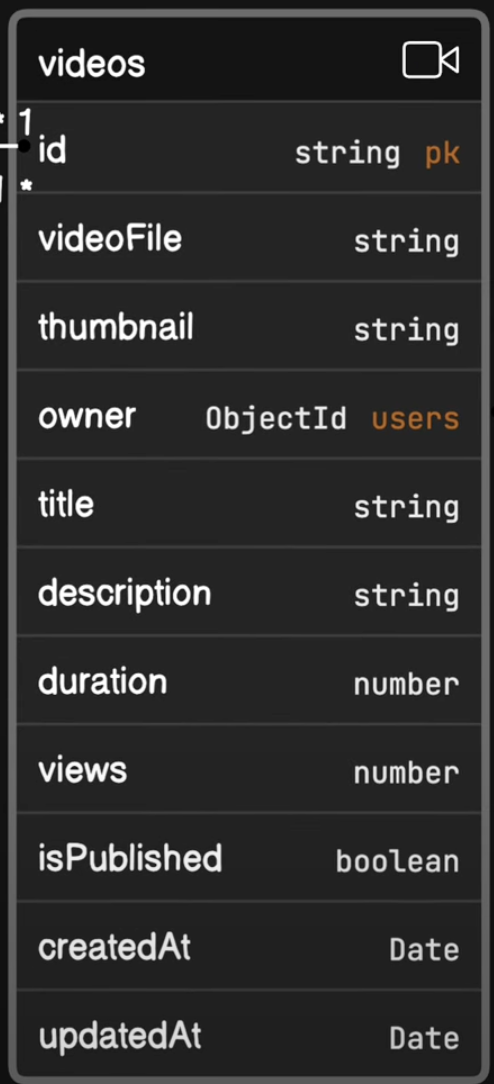 videos
* 1
id string pk
1 *
videoFile string
thumbnail string
owner ObjectId users
title string
description string
duration number
views number
isPublished boolean
createdAt Date
updatedAt Date